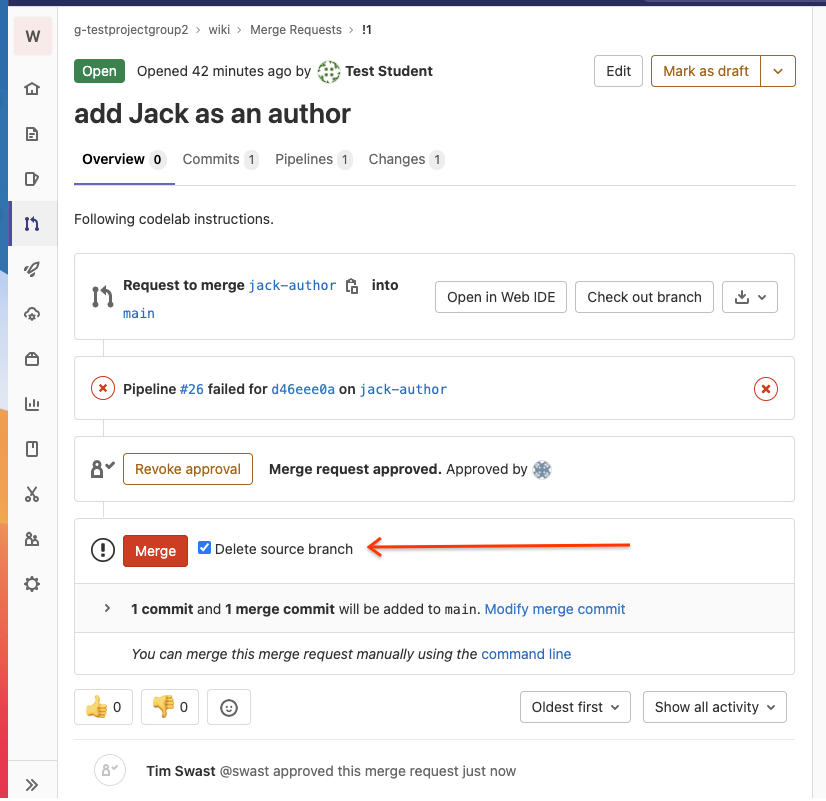 W
g-testprojectgroup2 › wiki › Merge Requests › !1
Open Opened 42 minutes ago by Test Student Edit Mark as draft
add Jack as an author
Overview 0 Commits 1 Pipelines 1 Changes 1
Following codelab instructions.
Request to merge jack-author into
main
Open in Web IDE Check out branch
Pipeline #26 failed for d46eee0a on jack-author
Revoke approval Merge request approved. Approved by
Merge Delete source branch
1 commit and 1 merge commit will be added to main. Modify merge commit
You can merge this merge request manually using the command line
👍 0 👎 0 Oldest first Show all activity
Tim Swast @swast approved this merge request just now